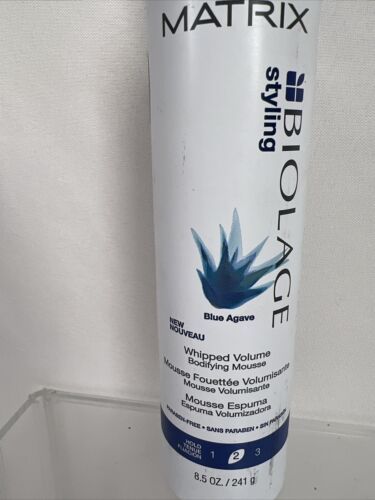 MATRIX
BIOLAGE
styling
Blue Agave
NEW
NOUVEAU
Whipped Volume
Bodifying Mousse
Mousse Fouettée Volumisante
Mousse Volumisante
Mousse Espuma
Espuma Volumizadora
PARABEN-FREE • SANS PARABEN • SIN
HOLD
TENUE
FIJACIÓN
1 2 3
8,5 OZ. / 241 g